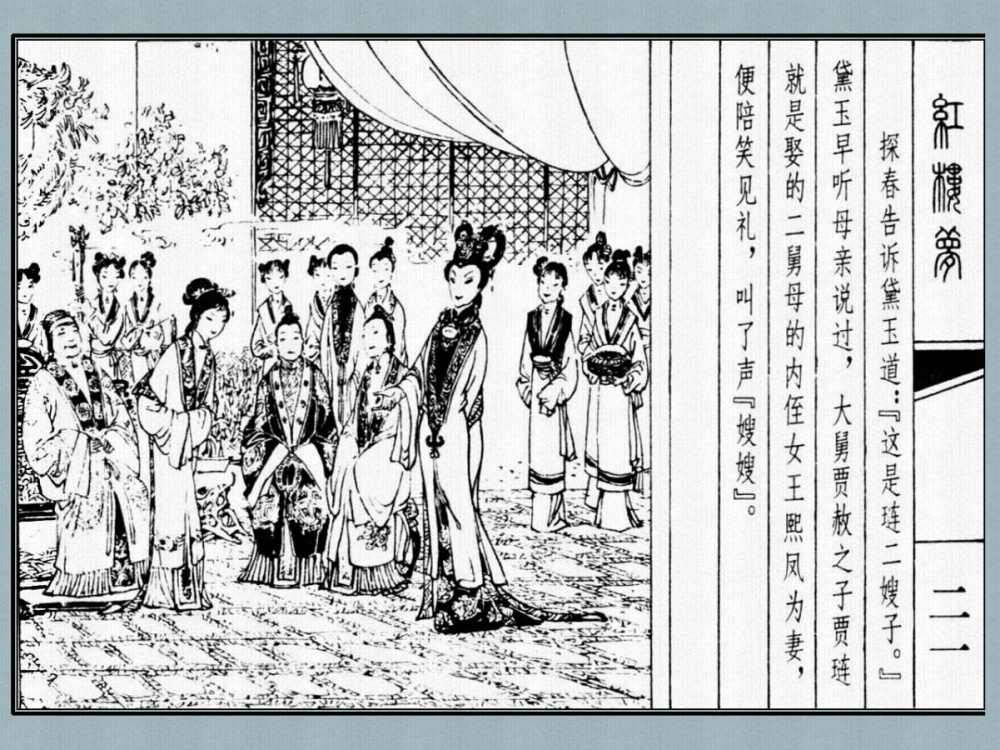 紅樓夢
二一
探春告诉黛玉道：『这是琏二嫂子。』
黛玉早听母亲说过，大舅贾赦之子贾琏
就是娶的二舅母的内侄女王熙凤为妻，
便陪笑见礼，叫了声『嫂嫂』。